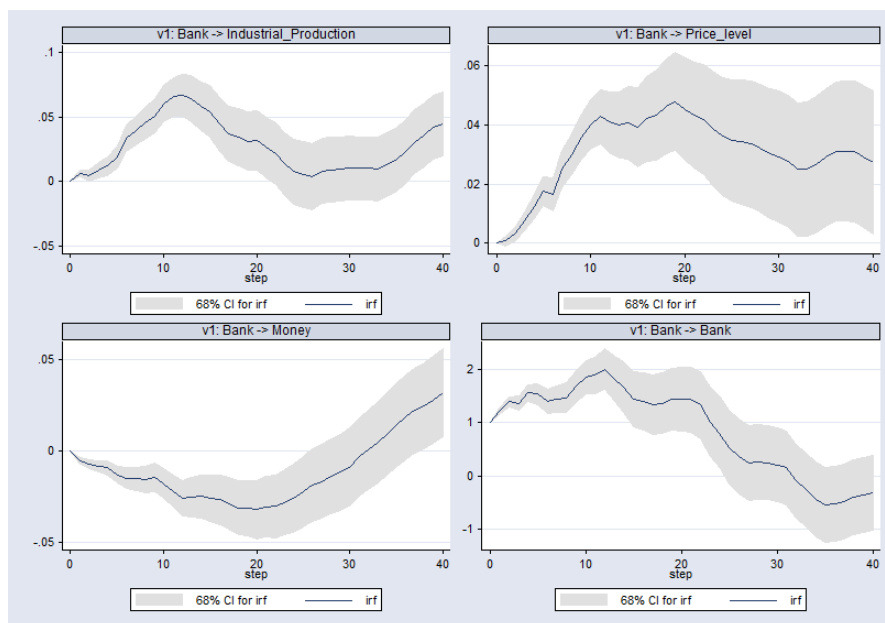 v1: Bank -> Industrial_Production
.1
.05
0
-.05
0 10 20 30 40
step
68% CI for irf irf
v1: Bank -> Price_level
.06
.04
.02
0
0 10 20 30 40
step
68% CI for irf irf
v1: Bank -> Money
.05
0
-.05
0 10 20 30 40
step
68% CI for irf irf
v1: Bank -> Bank
2
1
0
-1
0 10 20 30 40
step
68% CI for irf irf